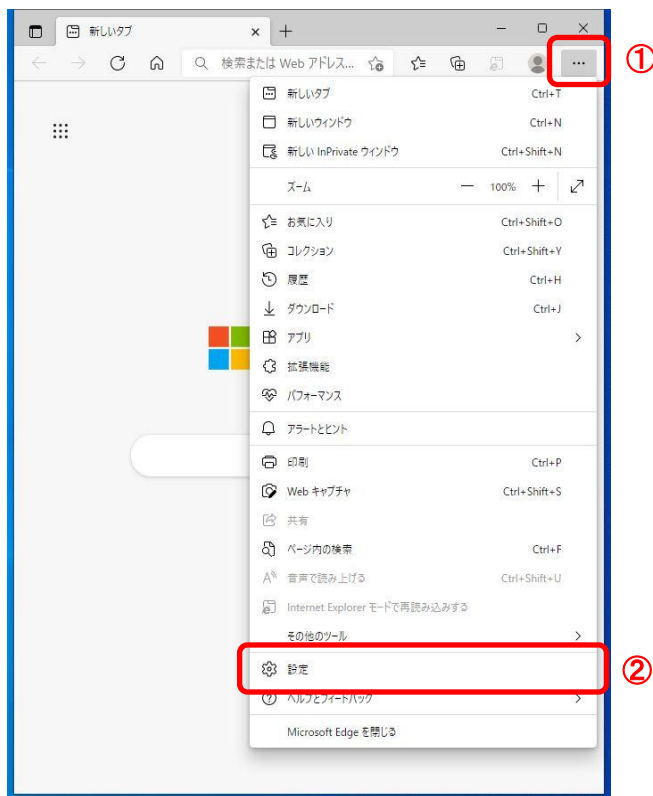 新しいタブ
検索または Web アドレス...
①
新しいタブ Ctrl+T
新しいウィンドウ Ctrl+N
新しい InPrivate ウィンドウ Ctrl+Shift+N
ズーム 100%
お気に入り Ctrl+Shift+O
コレクション Ctrl+Shift+Y
履歴 Ctrl+H
ダウンロード Ctrl+J
アプリ
拡張機能
パフォーマンス
アラートとヒント
印刷 Ctrl+P
Web キャプチャ Ctrl+Shift+S
共有
ページ内の検索 Ctrl+F
音声で読み上げる Ctrl+Shift+U
Internet Explorer モードで再読み込みする
その他のツール
設定
②
ヘルプとフィードバック
Microsoft Edge を閉じる